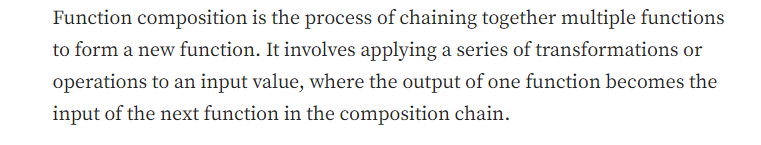 Function composition is the process of chaining together multiple functions
to form a new function. It involves applying a series of transformations or
operations to an input value, where the output of one function becomes the
input of the next function in the composition chain.